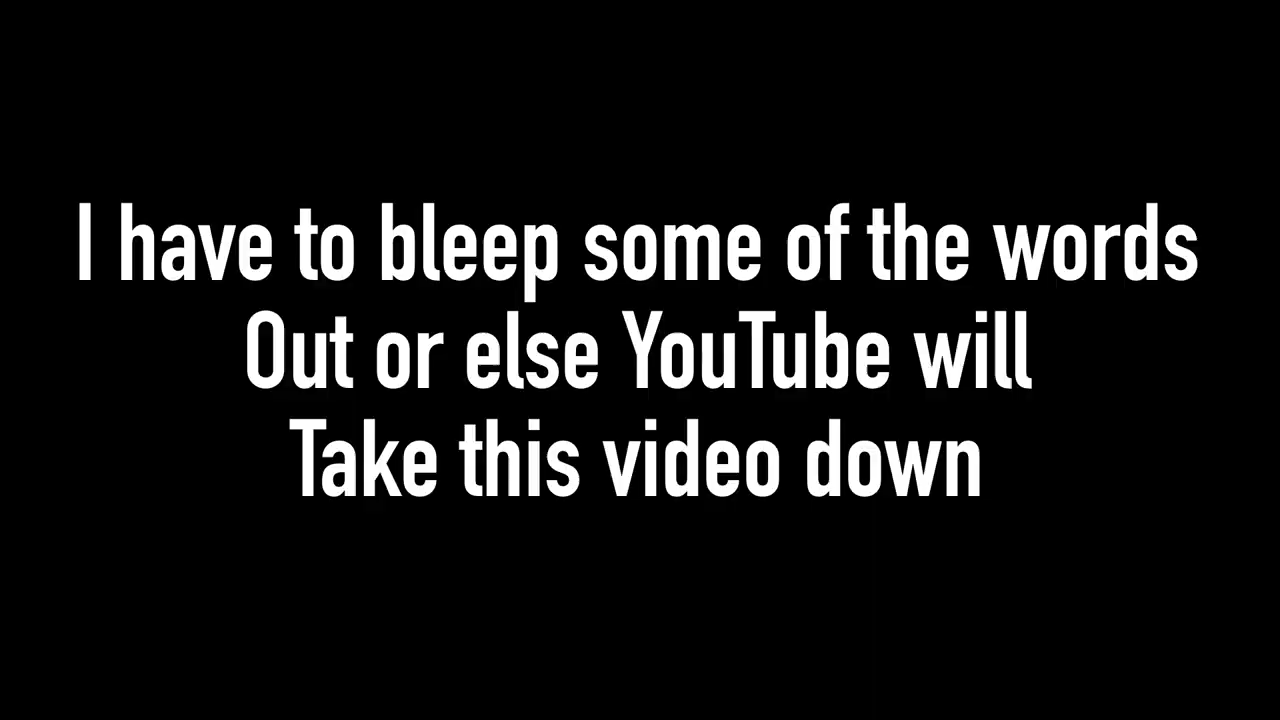 I have to bleep some of the words
Out or else YouTube will
Take this video down